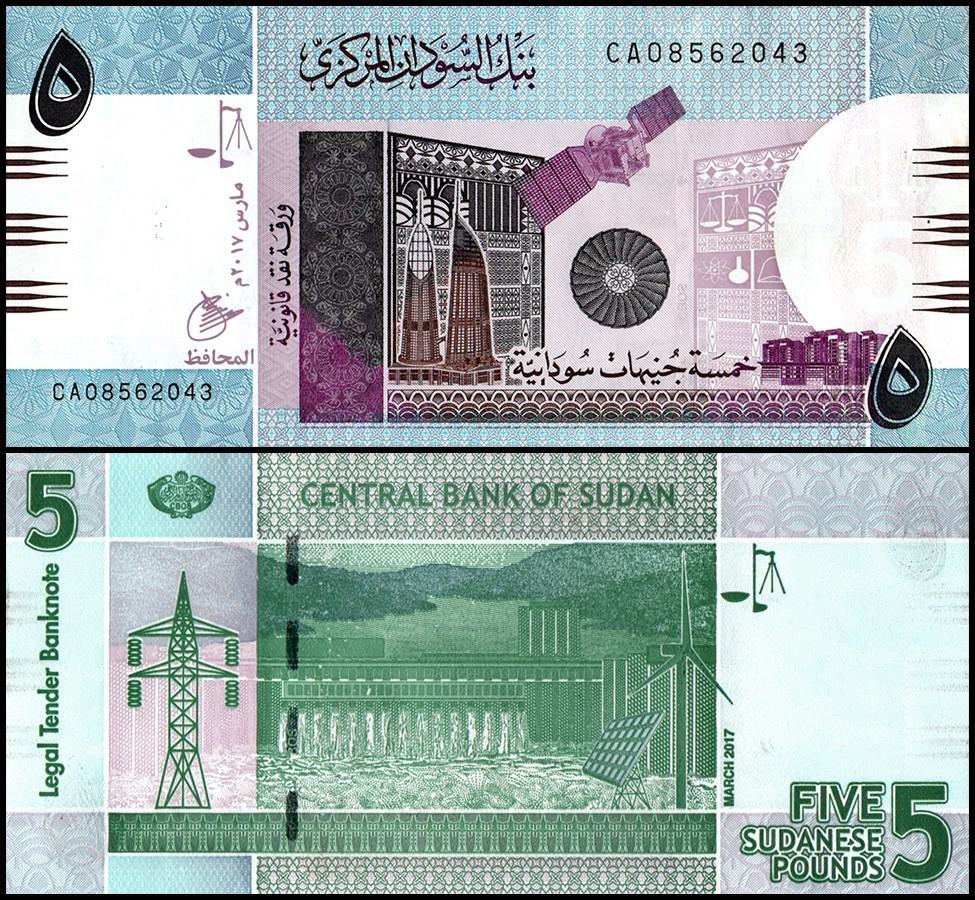 ٥
بنك السودان المركزي
CA08562043
مارس ٢٠١٧م
ورقة نقد قانونية
المحافظ
خمسة جنيهات سودانية
CA08562043
٥
5
CBOS
CENTRAL BANK OF SUDAN
Legal Tender Banknote
MARCH 2017
FIVE
SUDANESE
POUNDS
5